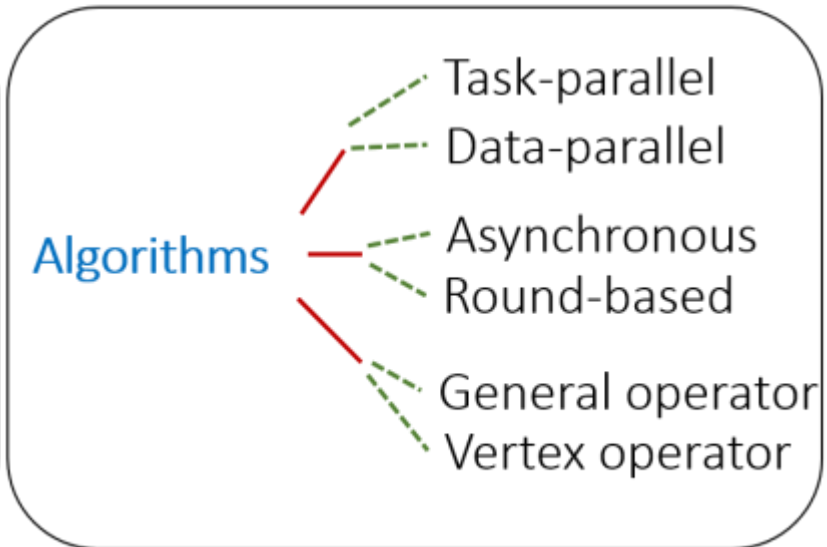 Task-parallel
Data-parallel
Algorithms
Asynchronous
Round-based
General operator
Vertex operator